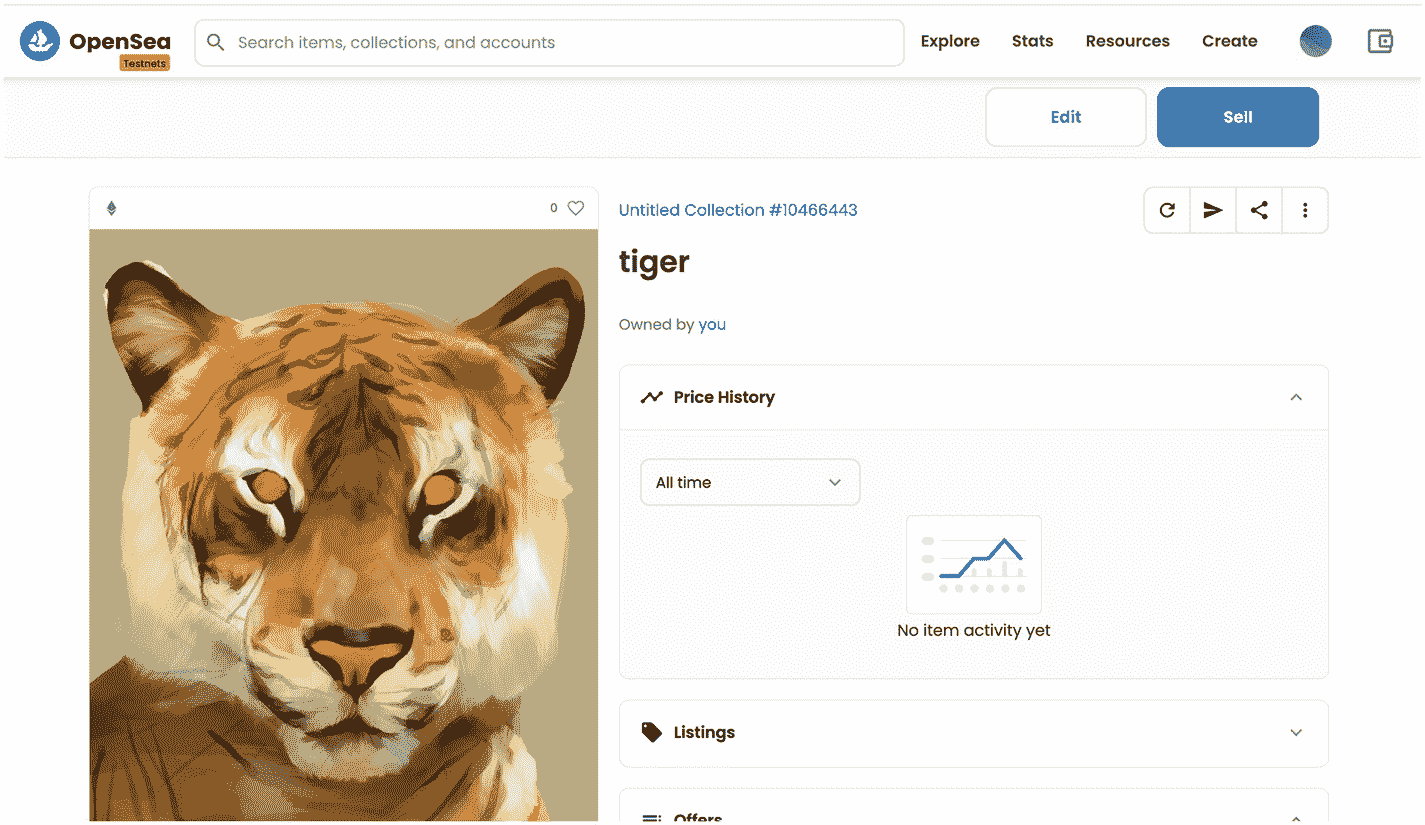 OpenSea
Testnets
Search items, collections, and accounts
Explore
Stats
Resources
Create
Edit
Sell
0
Untitled Collection #10466443
tiger
Owned by you
Price History
All time
No item activity yet
Listings
Offers